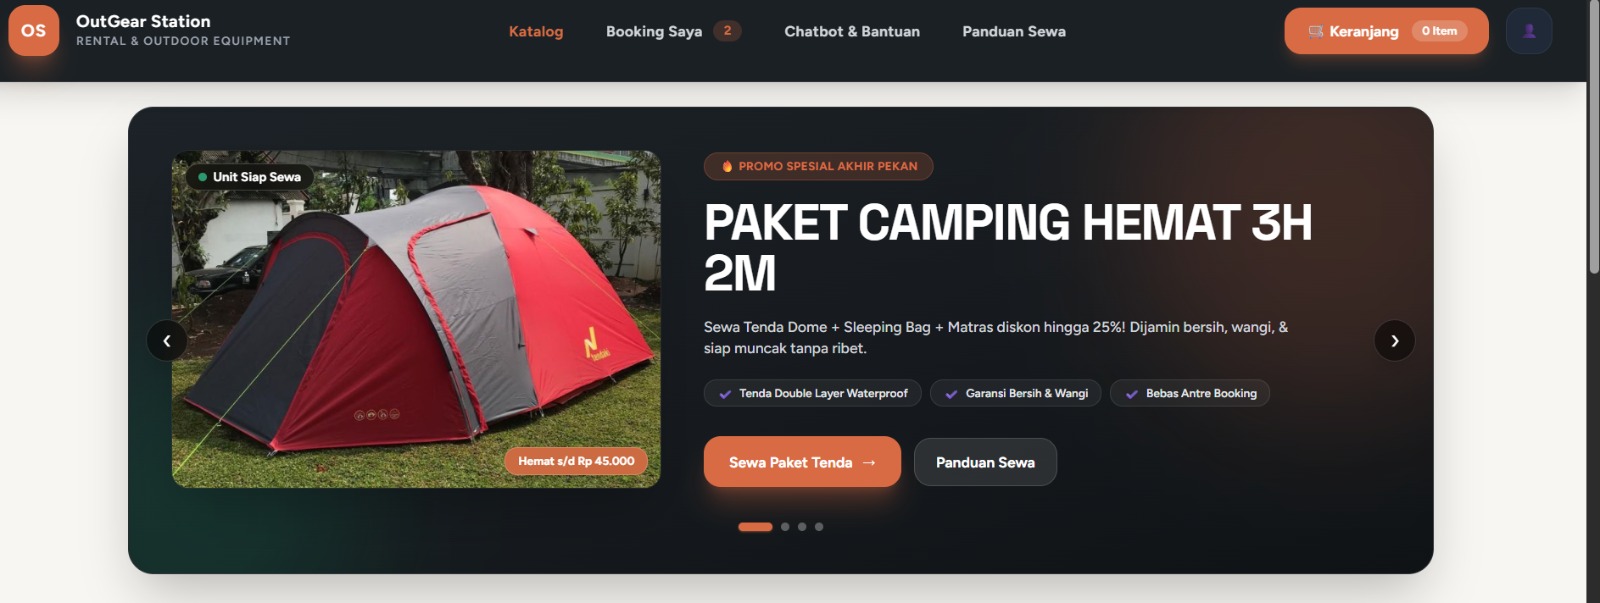 OS
OutGear Station
RENTAL & OUTDOOR EQUIPMENT
Katalog
Booking Saya 2
Chatbot & Bantuan
Panduan Sewa
Keranjang 0 Item
Unit Siap Sewa
Hemat s/d Rp 45.000
PROMO SPESIAL AKHIR PEKAN
PAKET CAMPING HEMAT 3H
2M
Sewa Tenda Dome + Sleeping Bag + Matras diskon hingga 25%! Dijamin bersih, wangi, &
siap muncak tanpa ribet.
Tenda Double Layer Waterproof
Garansi Bersih & Wangi
Bebas Antre Booking
Sewa Paket Tenda →
Panduan Sewa